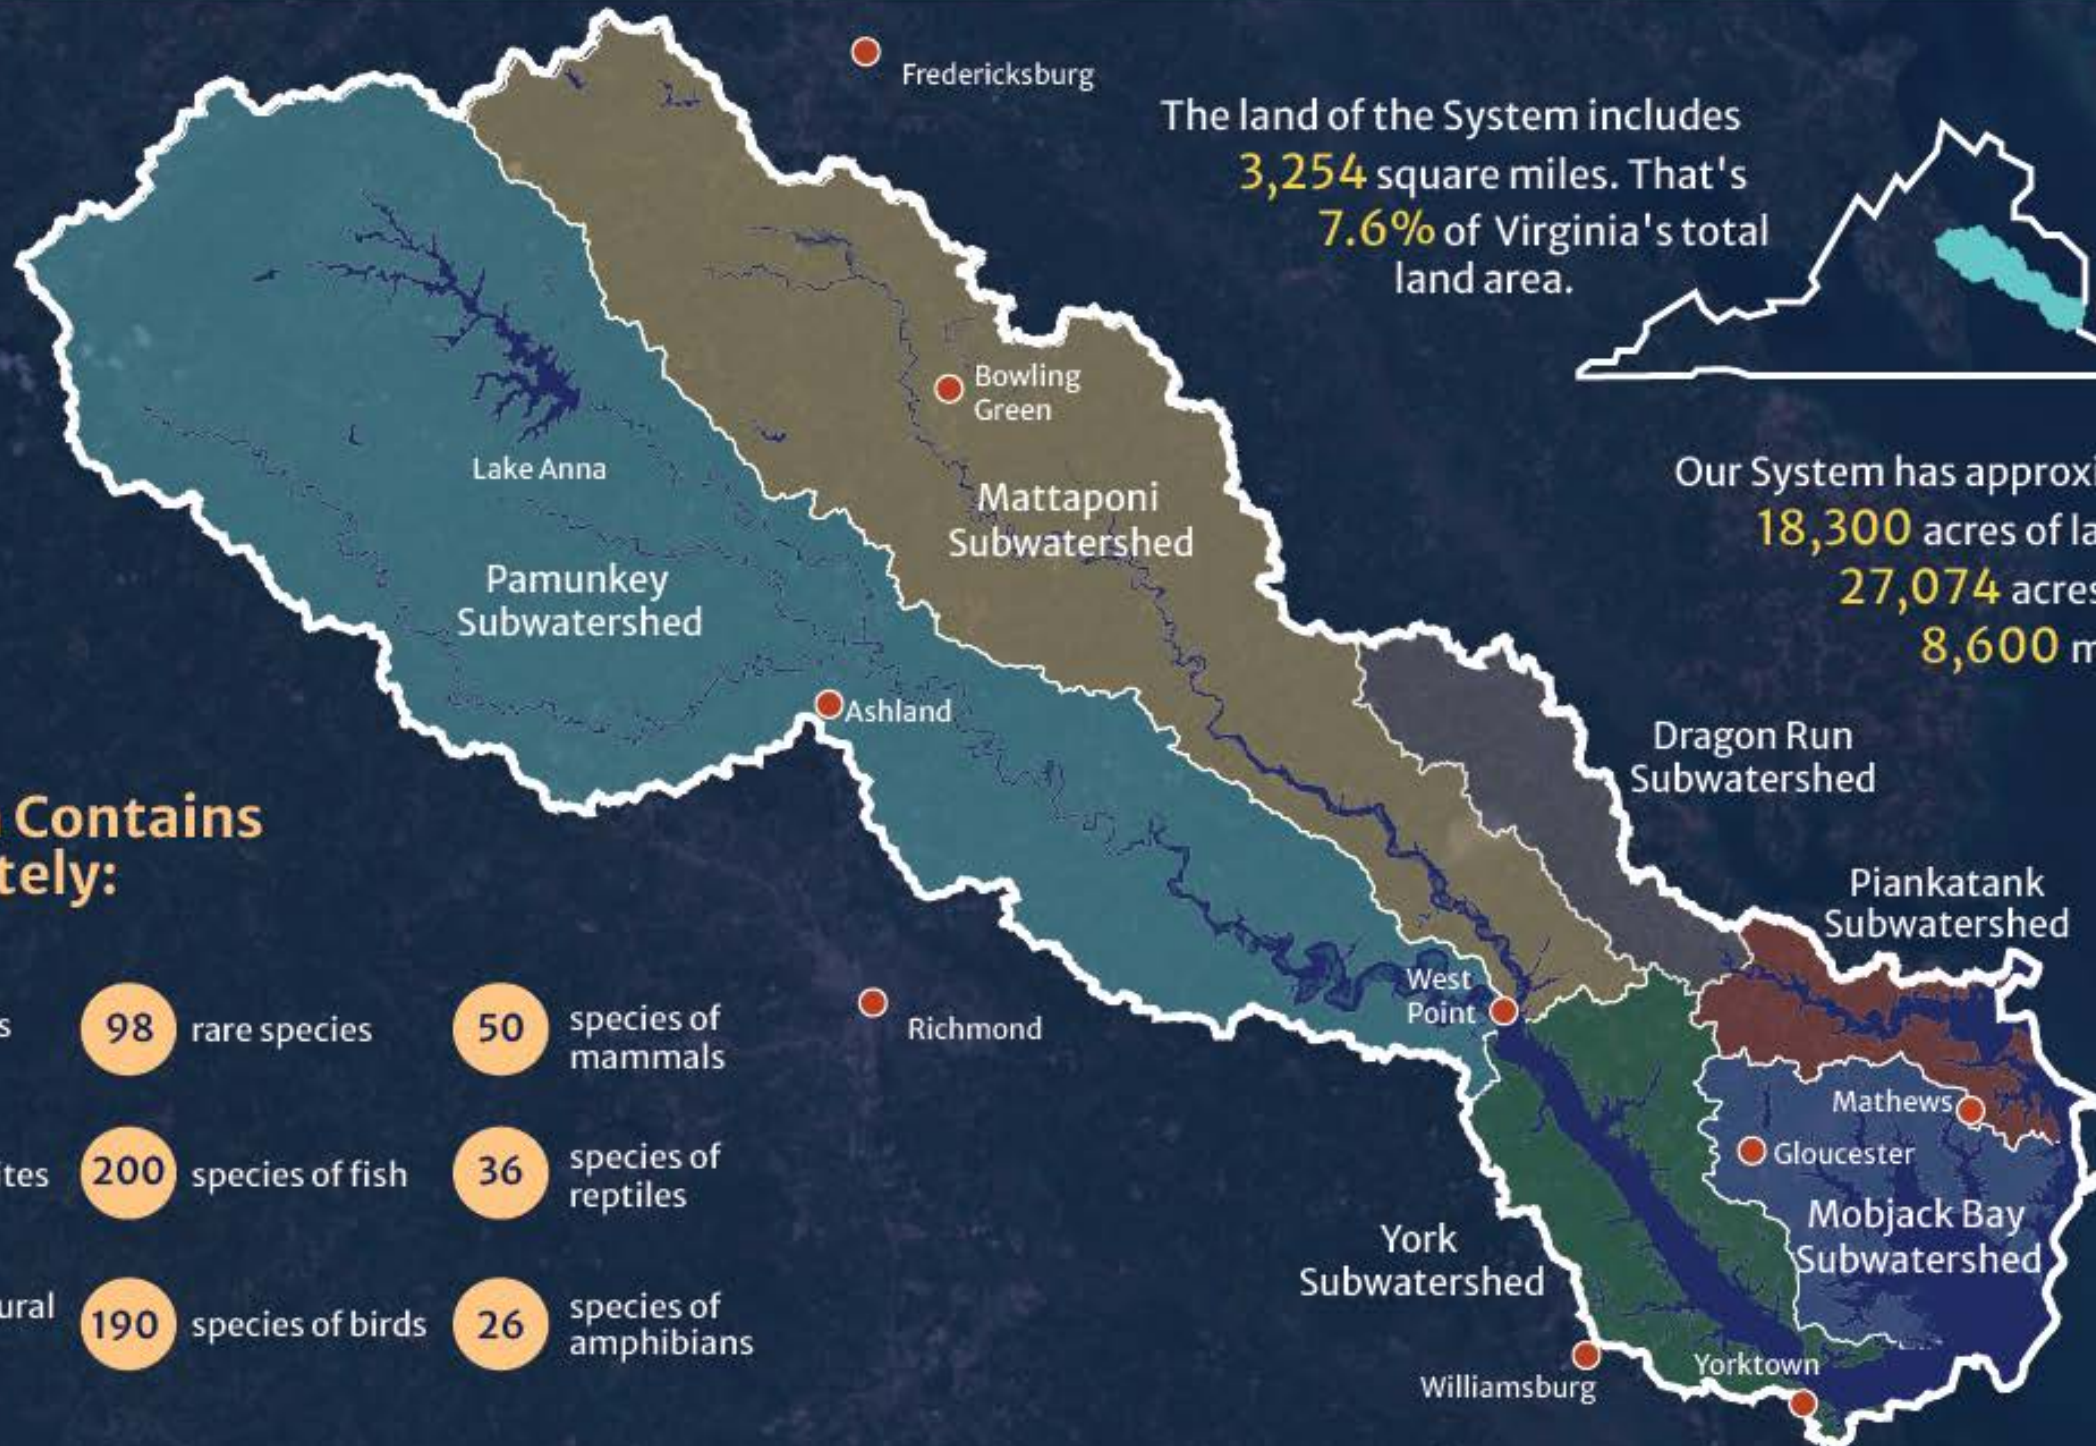 Fredericksburg
The land of the System includes
3,254 square miles. That's
7.6% of Virginia's total
land area.
Bowling
Green
Lake Anna
Mattaponi
Subwatershed
Our System has approxi
18,300 acres of la
27,074 acres
8,600 m
Pamunkey
Subwatershed
Ashland
Dragon Run
Subwatershed
Contains
tely:
Piankatank
Subwatershed
West
Point
s
98 rare species
50 species of
mammals
Richmond
Mathews
Gloucester
ites
200 species of fish
36 species of
reptiles
Mobjack Bay
Subwatershed
York
Subwatershed
ural
190 species of birds
26 species of
amphibians
Yorktown
Williamsburg